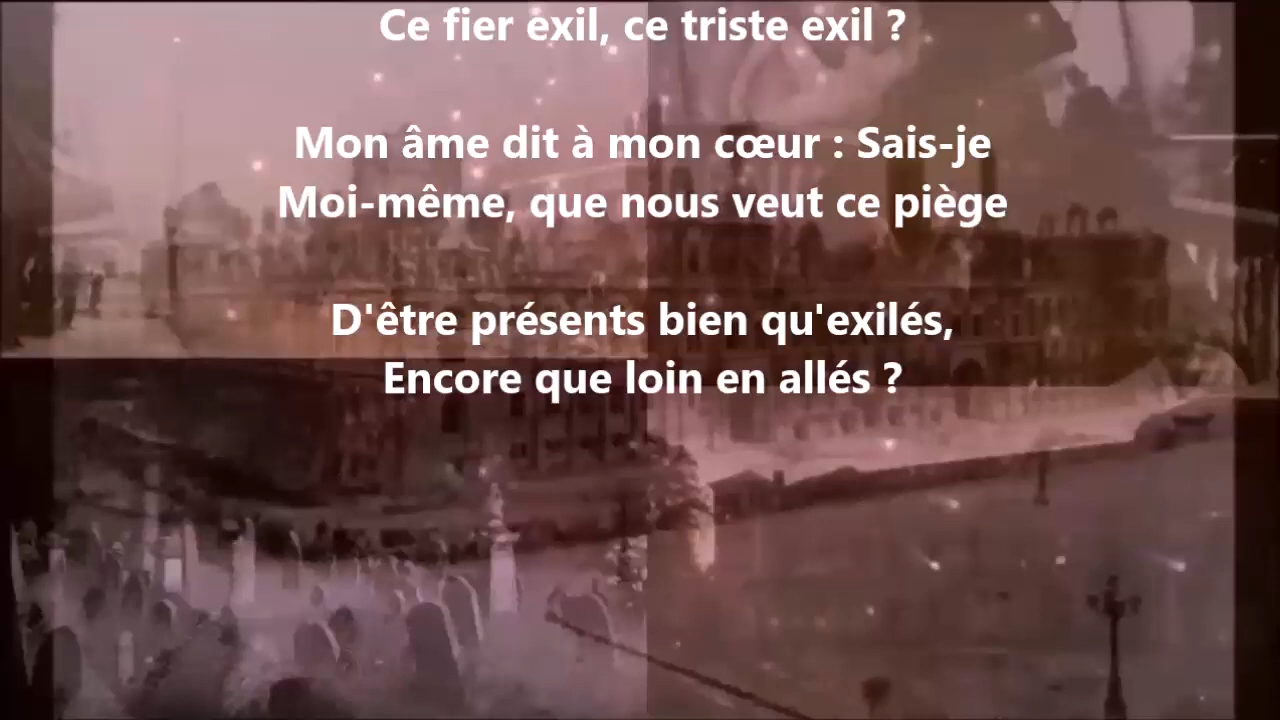 Ce fier exil, ce triste exil ?
Mon âme dit à mon cœur : Sais-je
Moi-même, que nous veut ce piège
D'être présents bien qu'exilés,
Encore que loin en allés ?